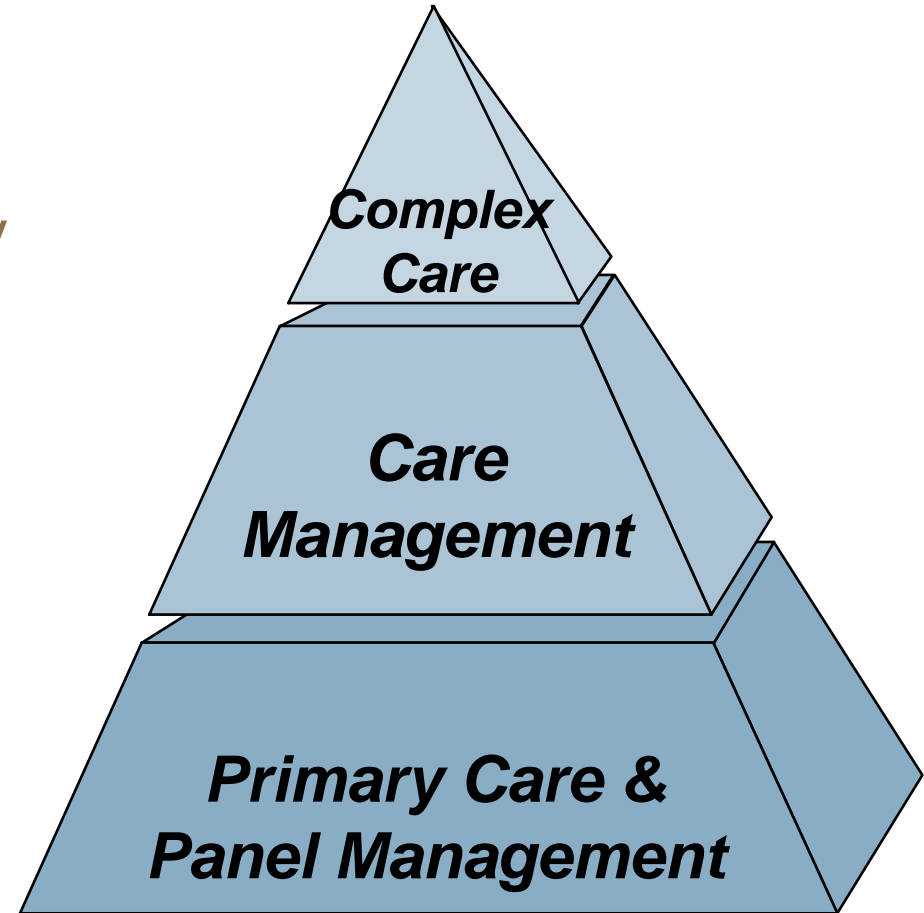 Complex
Care
Care
Management
Primary Care &
Panel Management